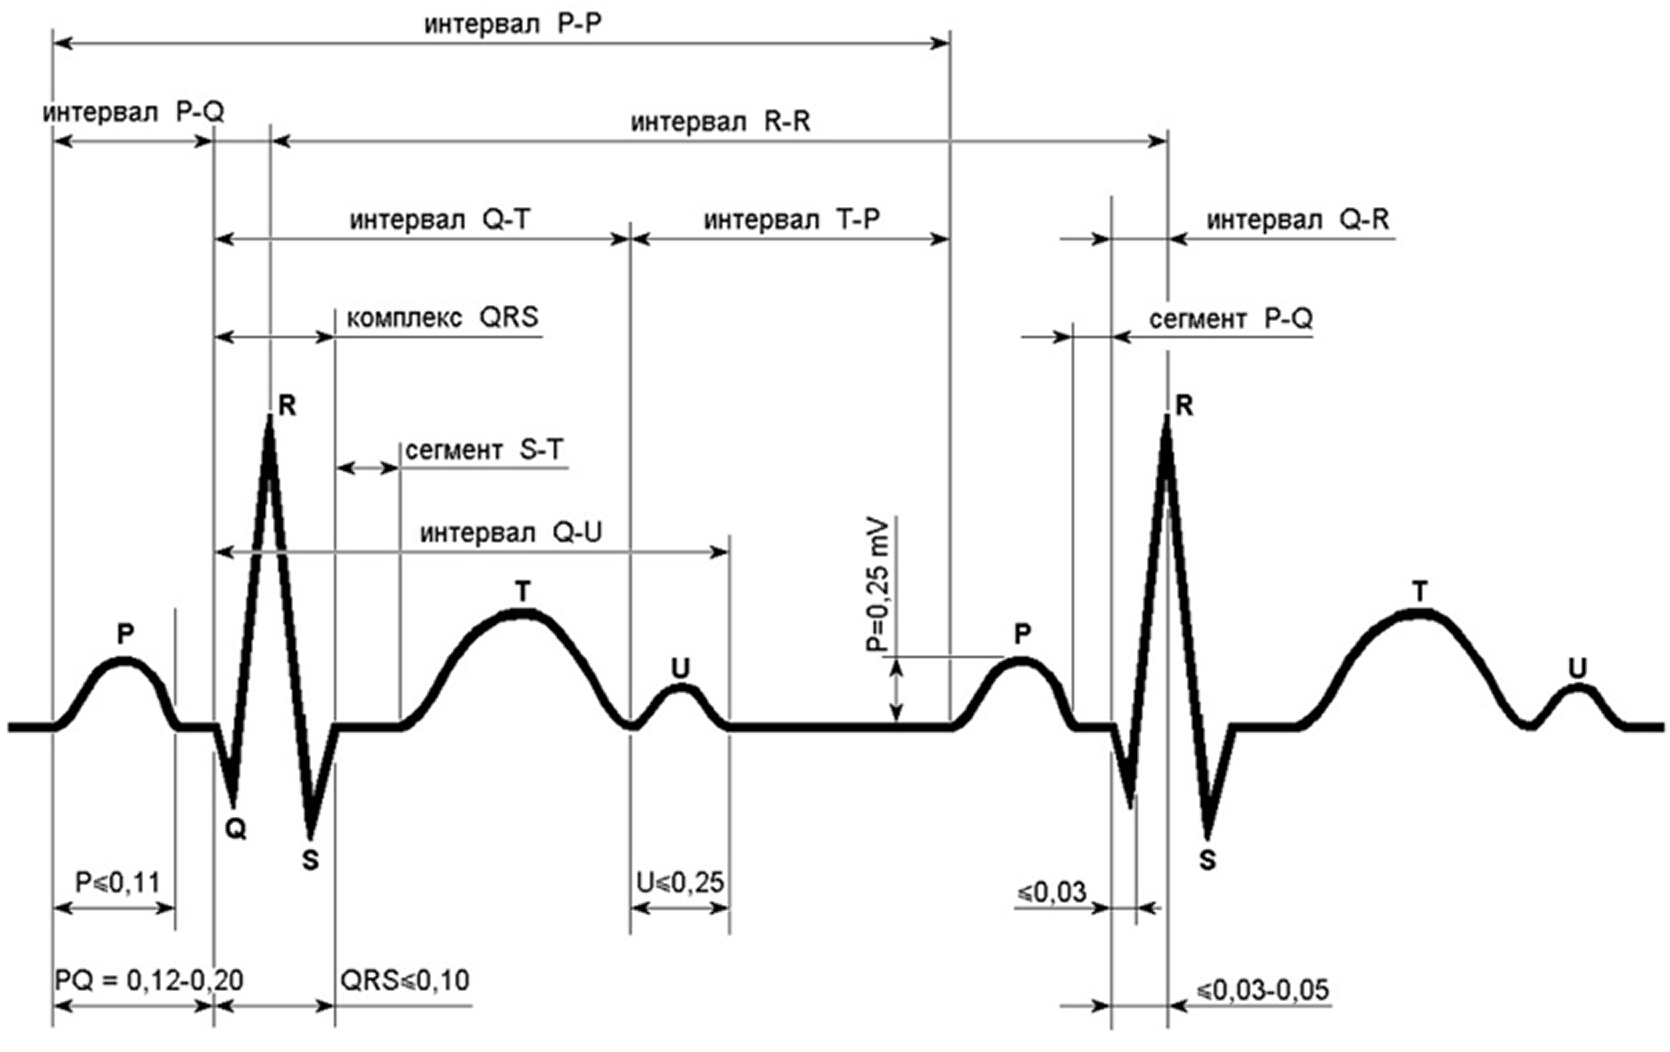 интервал P-P
интервал P-Q
интервал R-R
интервал Q-T
интервал T-P
интервал Q-R
комплекс QRS
сегмент P-Q
R
R
сегмент S-T
интервал Q-U
P=0,25 mV
P
T
U
P
T
U
Q
S
S
P⩽0,11
U⩽0,25
⩽0,03
PQ = 0,12-0,20
QRS⩽0,10
⩽0,03-0,05